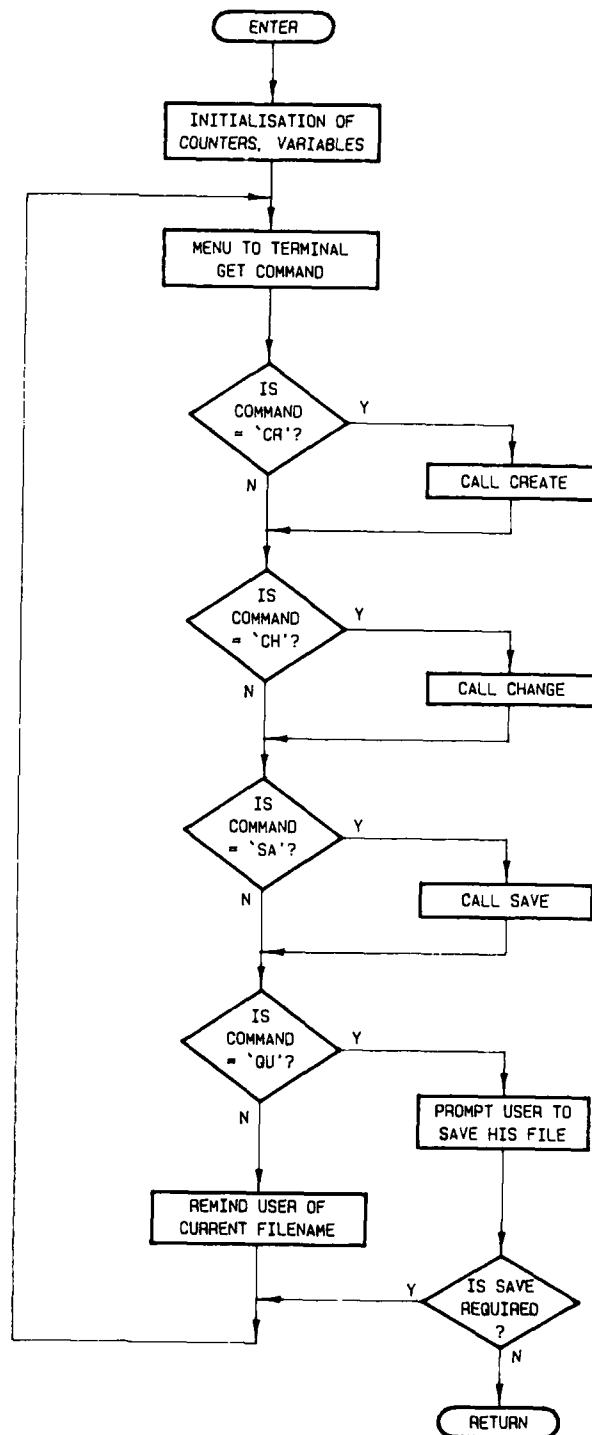 ENTER
INITIALISATION OF
COUNTERS, VARIABLES
MENU TO TERMINAL
GET COMMAND
IS
COMMAND
= `CR'?
Y
N
CALL CREATE
IS
COMMAND
= `CH'?
Y
N
CALL CHANGE
IS
COMMAND
= `SA'?
Y
N
CALL SAVE
IS
COMMAND
= `QU'?
Y
N
PROMPT USER TO
SAVE HIS FILE
REMIND USER OF
CURRENT FILENAME
IS SAVE
REQUIRED
?
Y
N
RETURN